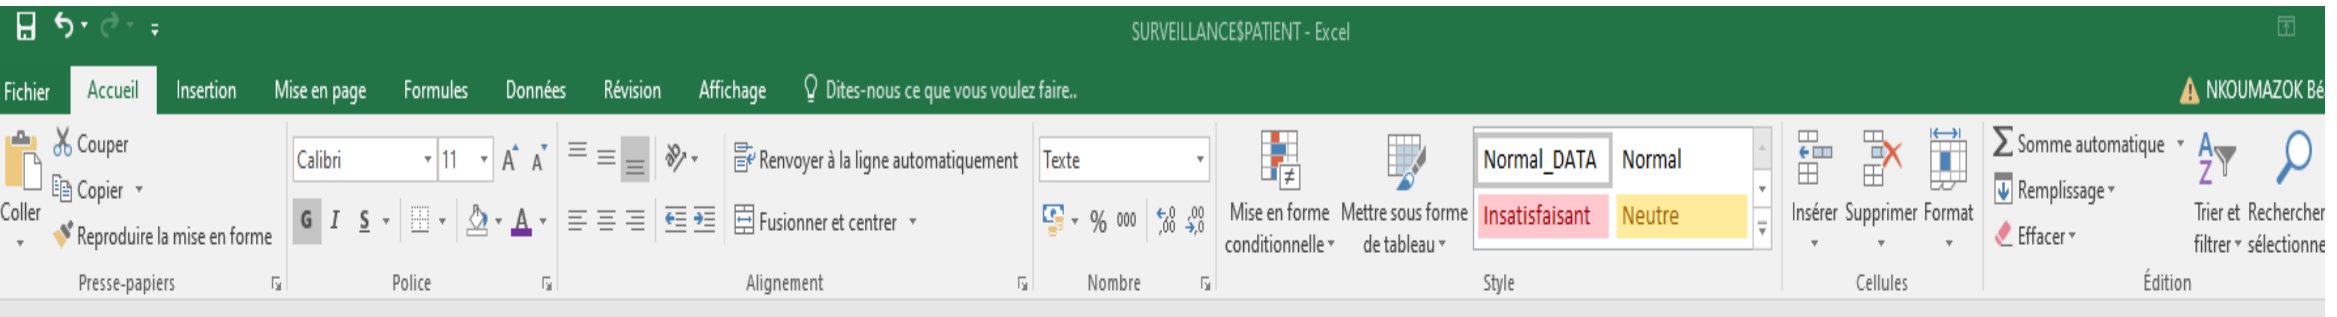 SURVEILLANCE$PATIENT - Excel
Fichier Accueil Insertion Mise en page Formules Données Révision Affichage Dites-nous ce que vous voulez faire.. NKOUMAZOK Bé
Coller
Couper
Copier
Reproduire la mise en forme
Presse-papiers
Calibri 11
G I S A
Police
Renvoyer à la ligne automatiquement
Fusionner et centrer
Alignement
Texte
% 000
Nombre
Mise en forme conditionnelle
Mettre sous forme de tableau
Normal_DATA Normal
Insatisfaisant Neutre
Style
Insérer Supprimer Format
Cellules
Somme automatique
Remplissage
Effacer
Trier et filtrer
Rechercher sélectionne
Édition